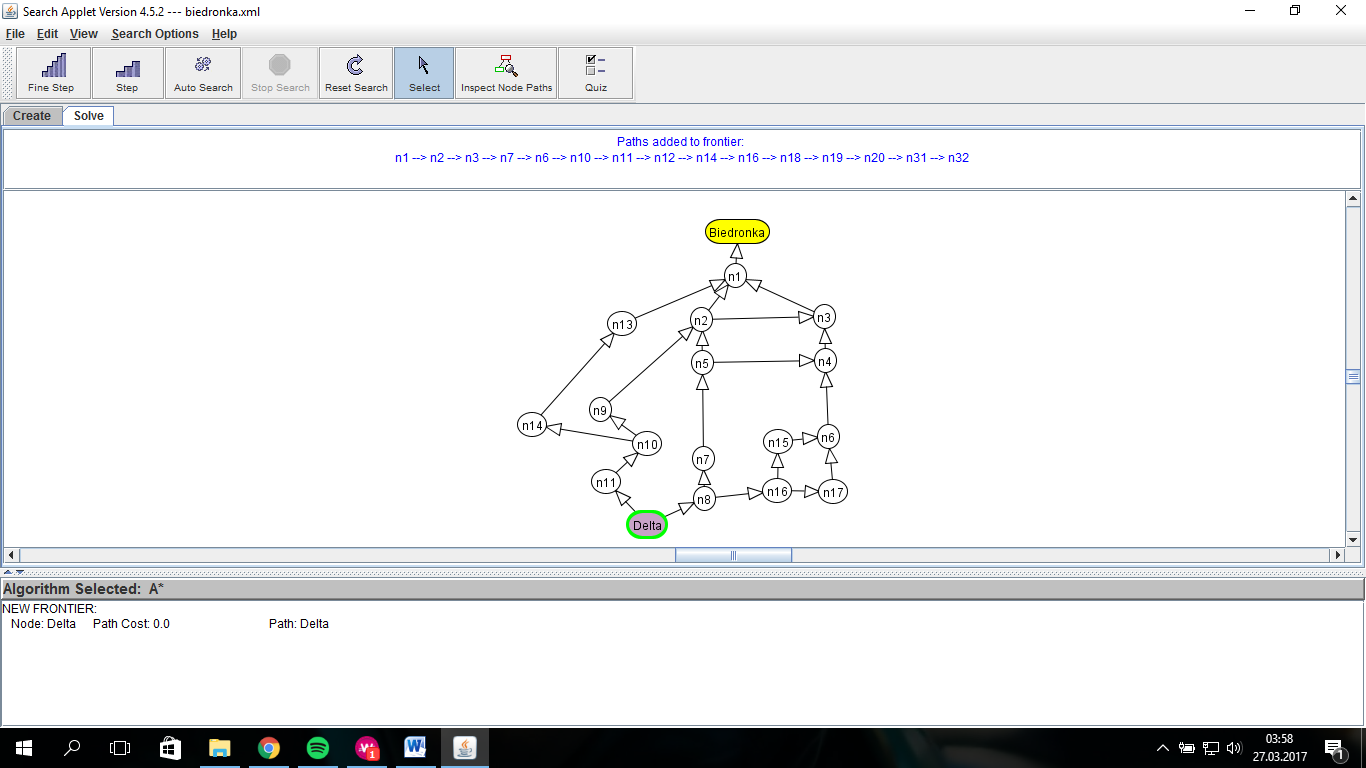 Search Applet Version 4.5.2 --- biedronka.xml
File Edit View Search Options Help
Fine Step Step Auto Search Stop Search Reset Search Select Inspect Node Paths Quiz
Create Solve
Paths added to frontier:
n1 --> n2 --> n3 --> n7 --> n6 --> n10 --> n11 --> n12 --> n14 --> n16 --> n18 --> n19 --> n20 --> n31 --> n32
Biedronka
n1
n13 n2 n3
n5 n4
n9
n14 n10 n15 n6
n7
n11 n8 n16 n17
Delta
Algorithm Selected: A*
NEW FRONTIER:
Node: Delta Path Cost: 0.0 Path: Delta
03:58
27.03.2017
1
1